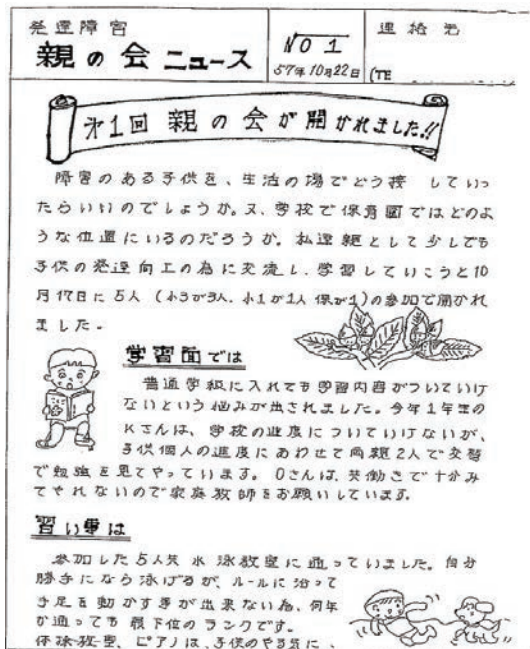 発達障害
親の会ニュース
NO 1
57年10月22日
連絡先
(TE
第1回 親の会が開かれました!!
障害のある子供を、生活の場でどう接 していっ
たらいいのでしょうか。又、学校で保育園ではどのよ
うな位置にいるのだろうか。私達親として少しでも
子供の発達向上の為に交流し、学習していこうと10
月17日に5人(小3が3人、小1が1人 保が1)の参加で開かれ
ました。
学習面では
普通学級に入れても学習内容がついていけ
ないという悩みが出されました。今年1年生の
Kさんは、学校の進度についていけないが、
子供個人の進度にあわせて両親2人で交替
で勉強を見てやっています。Oさんは、共働きで十分み
てやれないので家庭教師をお願いしています。
習い事は
参加した5人共 水泳教室に通っていました。自分
勝手になら泳げるが、ルールに沿って
手足を動かす事が出来ない為、何年
か通っても最下位のランクです。
体操教室、ピアノは、子供のやる気に、